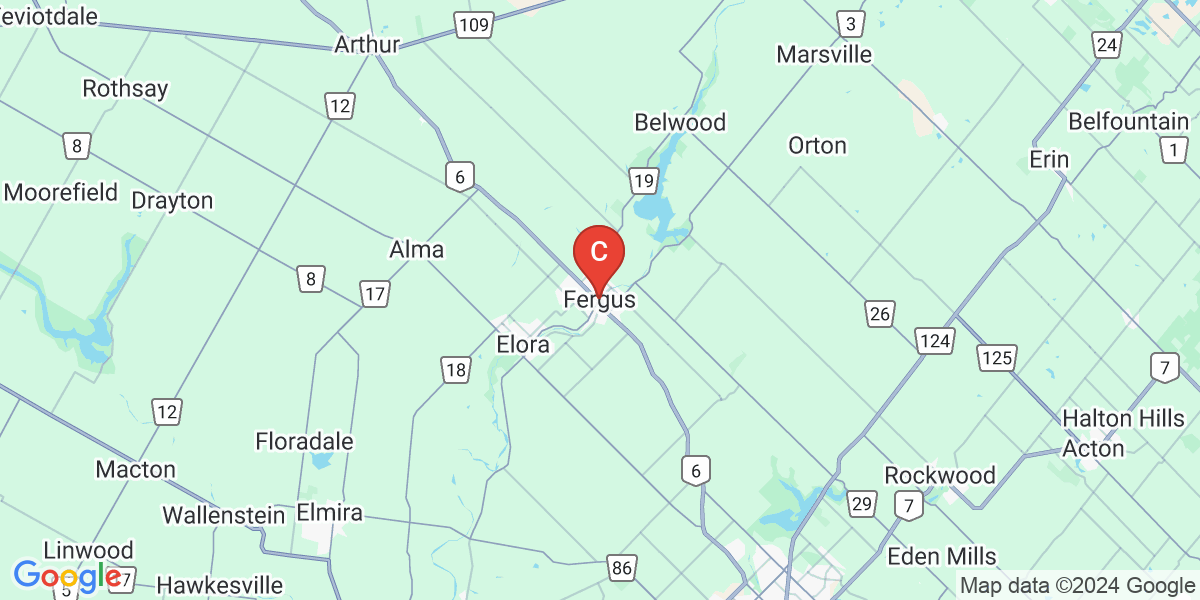 eviotdale
109
3
Arthur
24
Marsville
Rothsay
12
Belwood
Belfountain
8
Orton
1
Erin
6
19
Moorefield
Drayton
Alma
C
8
17
Fergus
26
Elora
124
125
18
7
12
Halton Hills
Floradale
Acton
Macton
6
Rockwood
29
7
Wallenstein
Elmira
Linwood
Eden Mills
86
Google
17
5
Hawkesville
Map data ©2024 Google